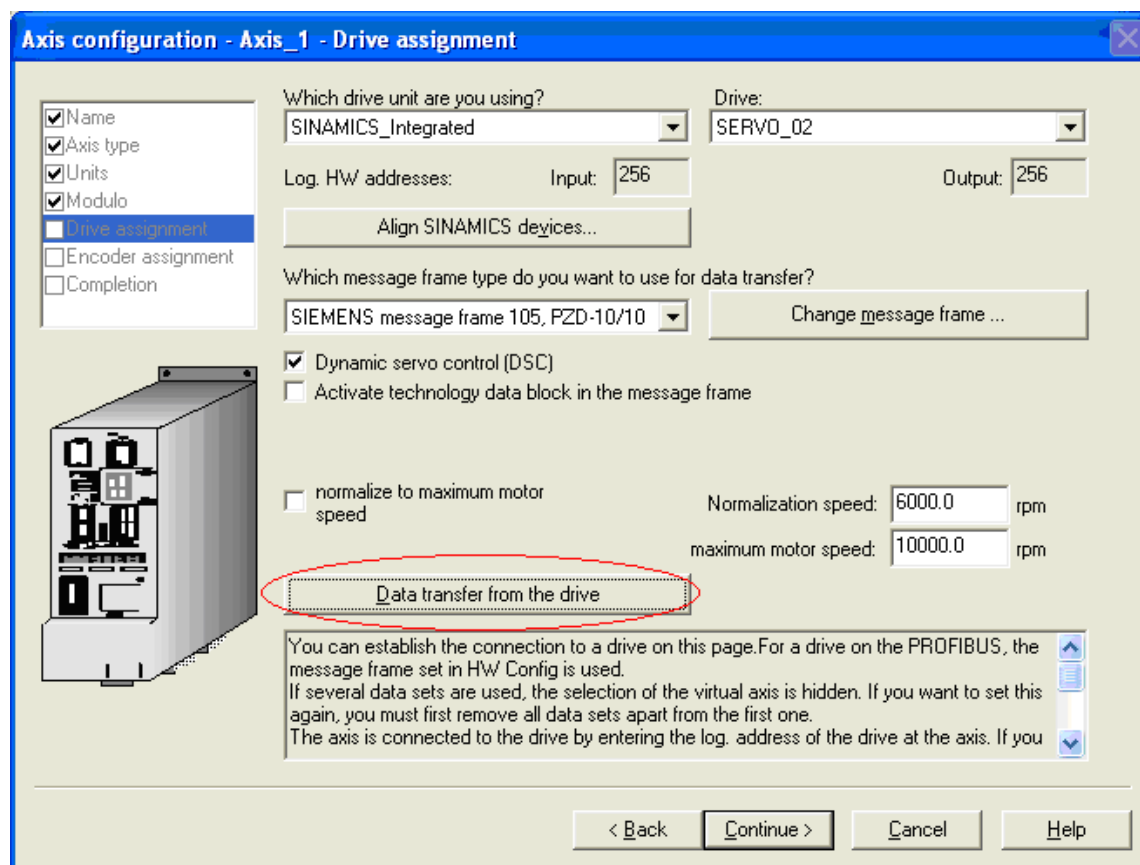 Axis configuration - Axis_1 - Drive assignment
Name
Axis type
Units
Modulo
Drive assignment
Encoder assignment
Completion
Which drive unit are you using?
Drive:
SINAMICS_Integrated
SERVO_02
Log. HW addresses:
Input:
256
Output:
256
Align SINAMICS devices...
Which message frame type do you want to use for data transfer?
SIEMENS message frame 105, PZD-10/10
Change message frame ...
Dynamic servo control (DSC)
Activate technology data block in the message frame
normalize to maximum motor
speed
Normalization speed:
6000.0
rpm
maximum motor speed:
10000.0
rpm
Data transfer from the drive
You can establish the connection to a drive on this page.For a drive on the PROFIBUS, the
message frame set in HW Config is used.
If several data sets are used, the selection of the virtual axis is hidden. If you want to set this
again, you must first remove all data sets apart from the first one.
The axis is connected to the drive by entering the log. address of the drive at the axis. If you
< Back
Continue >
Cancel
Help